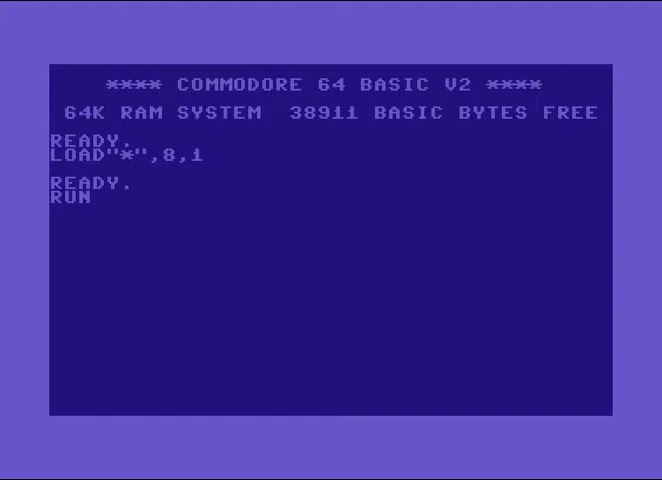 **** COMMODORE 64 BASIC V2 ****
64K RAM SYSTEM  38911 BASIC BYTES FREE
READY.
LOAD"*",8,1
READY.
RUN